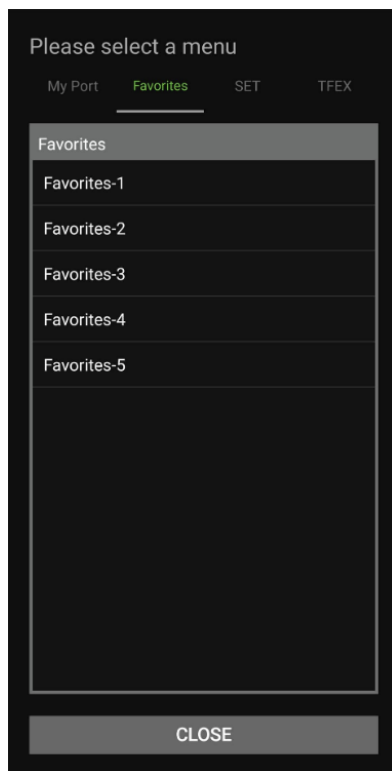 Please select a menu
My Port Favorites SET TFEX
Favorites
Favorites-1
Favorites-2
Favorites-3
Favorites-4
Favorites-5
CLOSE